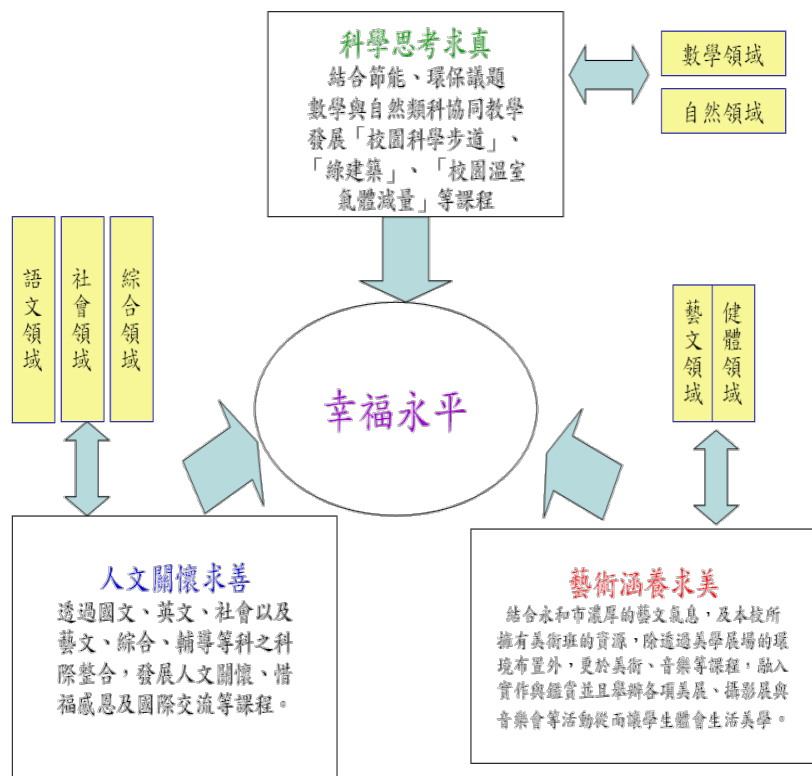 科學思考求真
結合節能、環保議題
數學與自然類科協同教學
發展「校園科學步道」、
「綠建築」、「校園溫室
氣體減量」等課程
數學領域
自然領域
語文領域
社會領域
綜合領域
藝文領域
健體領域
幸福永平
人文關懷求善
透過國文、英文、社會以及
藝文、綜合、輔導等科之科
際整合，發展人文關懷、惜
福感恩及國際交流等課程。
藝術涵養求美
結合永和市濃厚的藝文氣息，及本校所
擁有美術班的資源，除透過美學展場的環
境布置外，更於美術、音樂等課程，融入
實作與鑑賞並且舉辦各項美展、攝影展與
音樂會等活動從而讓學生體會生活美學。